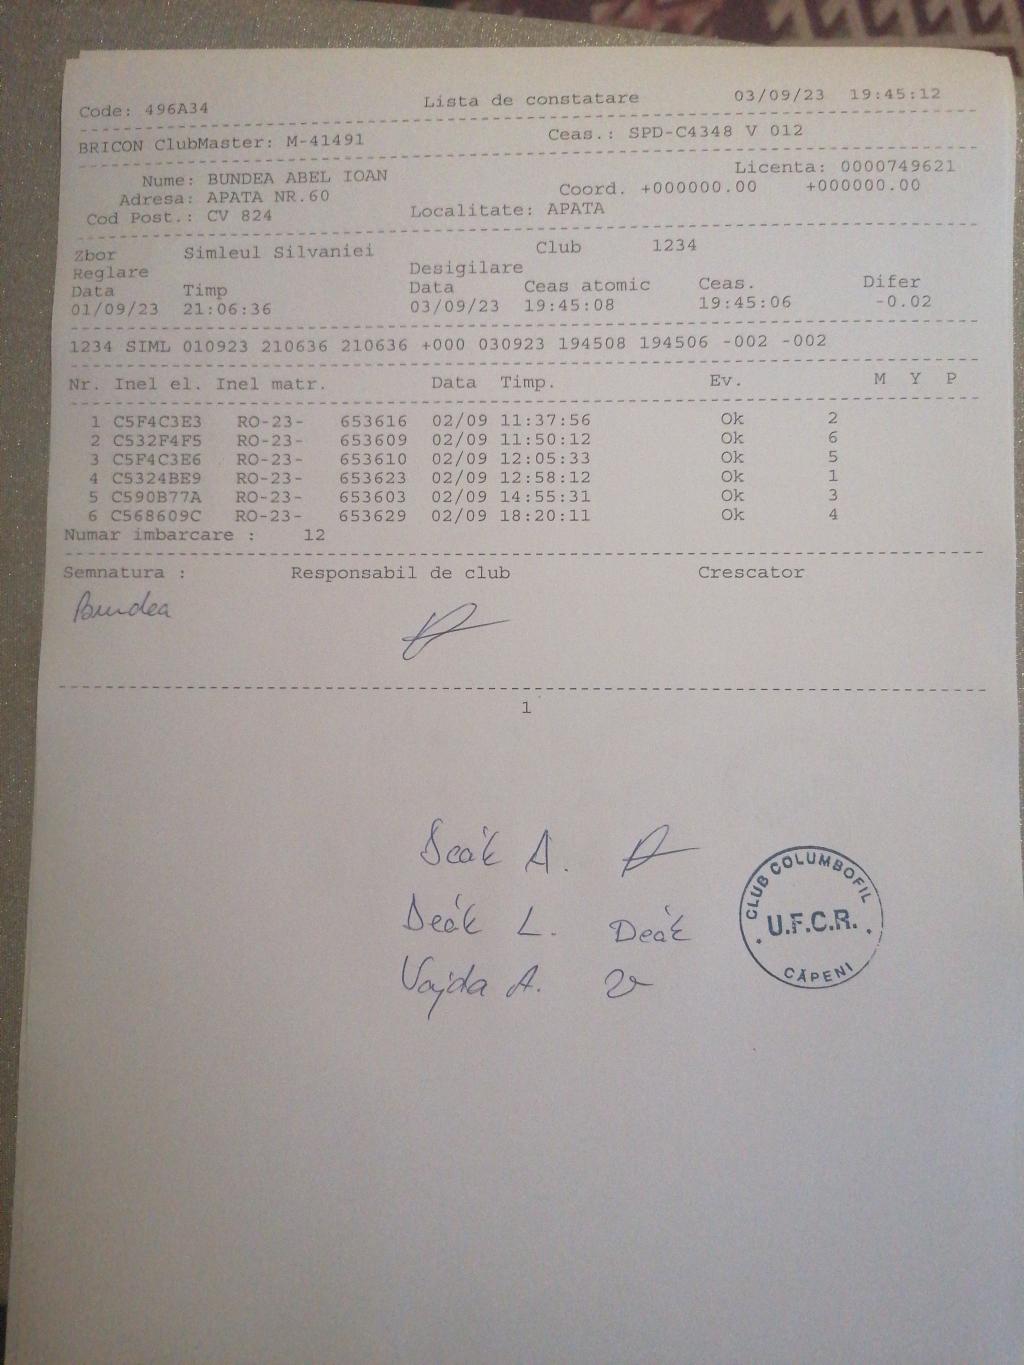 Code: 496A34 Lista de constatare 03/09/23 19:45:12
BRICON ClubMaster: M-41491 Ceas.: SPD-C4348 V 012
Licenta: 0000749621
Nume: BUNDEA ABEL IOAN
Adresa: APATA NR.60 Coord. +000000.00 +000000.00
Cod Post.: CV 824 Localitate: APATA
Zbor Simleul Silvaniei Club 1234
Reglare Desigilare
Data Timp Data Ceas atomic Ceas. Difer
01/09/23 21:06:36 03/09/23 19:45:08 19:45:06 -0.02
1234 SIML 010923 210636 210636 +000 030923 194508 194506 -002 -002
Nr. Inel el. Inel matr. Data Timp. Ev. M Y P
1 C5F4C3E3 RO-23- 653616 02/09 11:37:56 Ok 2
2 C532F4F5 RO-23- 653609 02/09 11:50:12 Ok 6
3 C5F4C3E6 RO-23- 653610 02/09 12:05:33 Ok 5
4 C5324BE9 RO-23- 653623 02/09 12:58:12 Ok 1
5 C590B77A RO-23- 653603 02/09 14:55:31 Ok 3
6 C568609C RO-23- 653629 02/09 18:20:11 Ok 4
Numar imbarcare : 12
Semnatura : Responsabil de club Crescator
Bundea
1
Deák A.
Deák L. Deák
Vajda A.
CLUB COLUMBOFIL
U.F.C.R.
CĂPENI